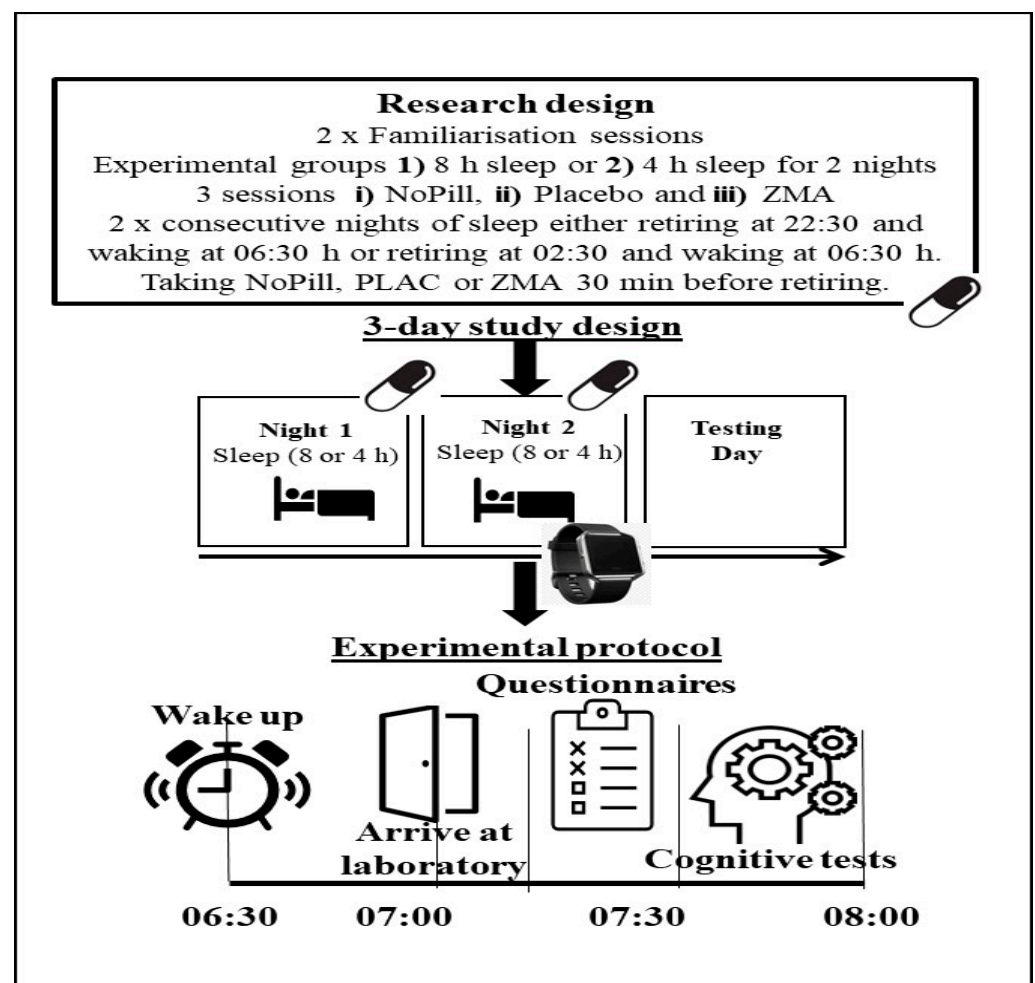 Research design
2 x Familiarisation sessions
Experimental groups 1) 8 h sleep or 2) 4 h sleep for 2 nights
3 sessions i) NoPill, ii) Placebo and iii) ZMA
2 x consecutive nights of sleep either retiring at 22:30 and
waking at 06:30 h or retiring at 02:30 and waking at 06:30 h.
Taking NoPill, PLAC or ZMA 30 min before retiring.
3-day study design
Night 1
Sleep (8 or 4 h)
Night 2
Sleep (8 or 4 h)
Testing
Day
Experimental protocol
Questionnaires
Wake up
Arrive at
laboratory
Cognitive tests
06:30
07:00
07:30
08:00